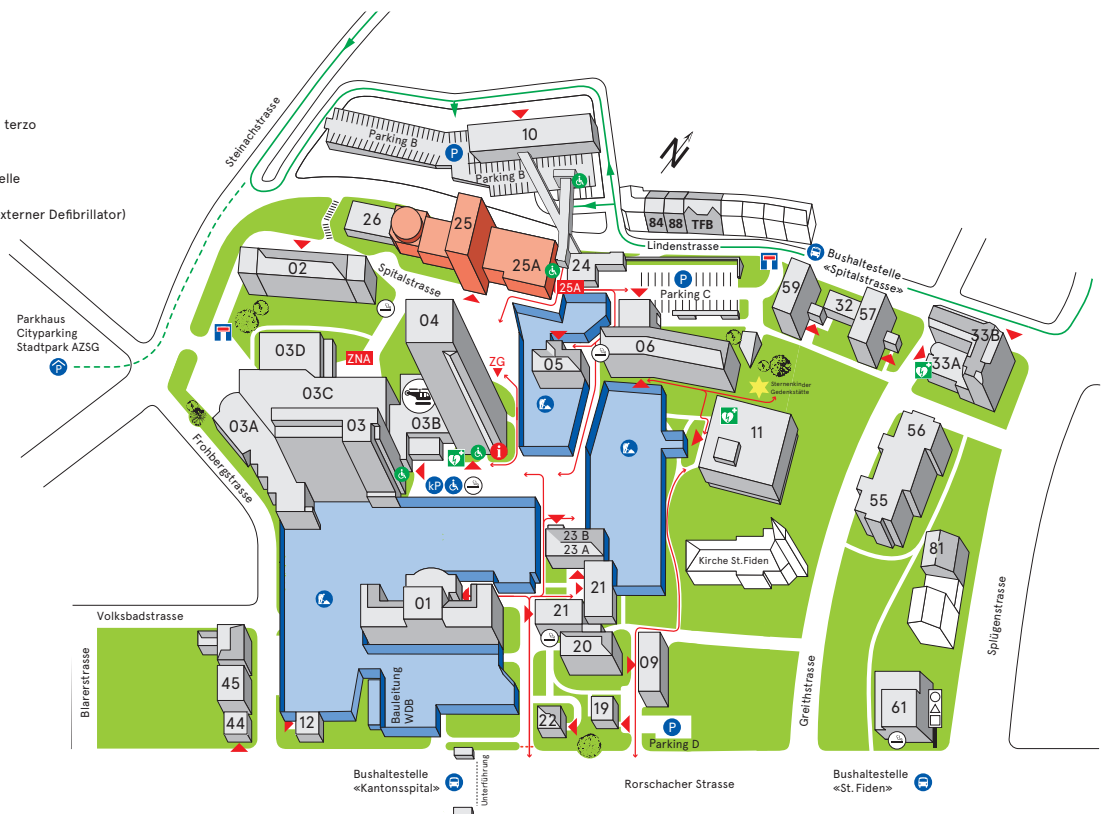 terzo
elle
xterner Defibrillator)
Steinachstrasse
Parking B
P
10
Parking B
N
84 88 TFB
Lindenstrasse
Bushaltestelle
«Spitalstrasse»
26
25
25A
24
02
Spitalstrasse
25A
P
Parking C
59
32
57
33B
33A
Parkhaus
Cityparking
Stadtpark AZSG
P
04
03D
ZNA
ZG
05
06
Sternenkinder
Gedenkstätte
03C
03A
03
03B
i
kP
11
56
55
Frohbergstrasse
23 B
23 A
Kirche St. Fiden
81
21
21
01
20
09
Volksbadstrasse
Blarerstrasse
45
44
12
Bauleitung
WDB
22
19
P
Parking D
Greithstrasse
Splügenstrasse
61
Unterführung
Bushaltestelle
«Kantonsspital»
Rorschacher Strasse
Bushaltestelle
«St. Fiden»